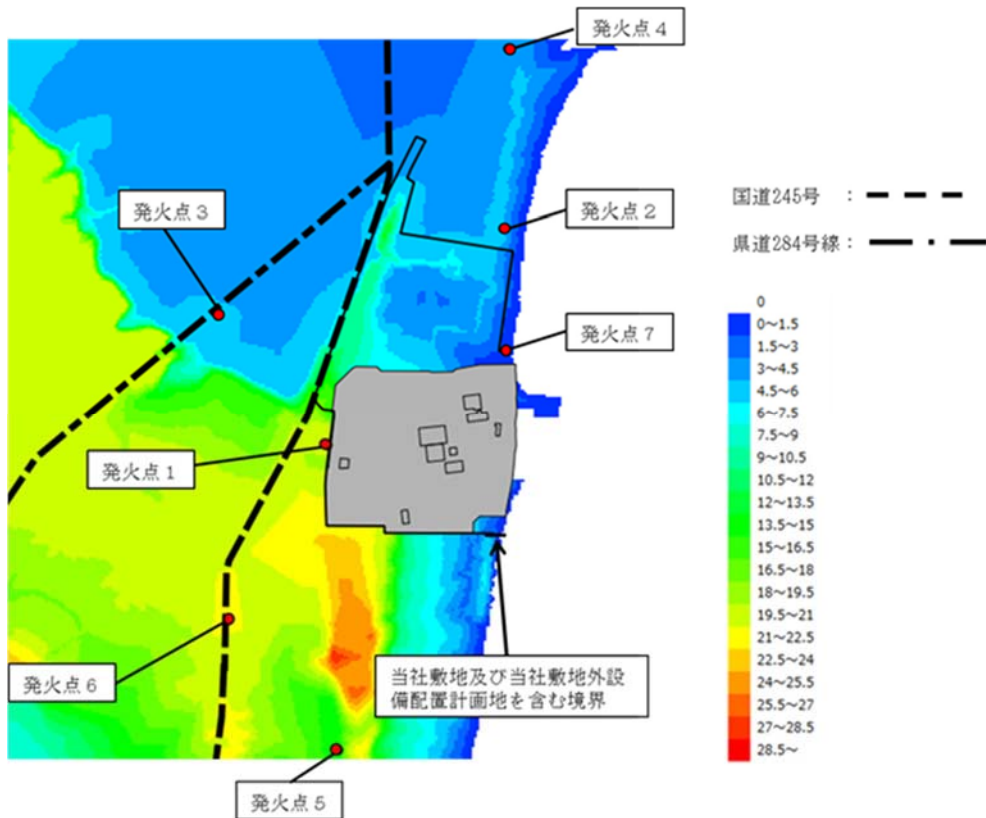 発火点4
発火点3
発火点2
発火点7
発火点1
発火点6
発火点5
当社敷地及び当社敷地外設
備配置計画地を含む境界
国道245号 :
県道284号線:
0
0~1.5
1.5~3
3~4.5
4.5~6
6~7.5
7.5~9
9~10.5
10.5~12
12~13.5
13.5~15
15~16.5
16.5~18
18~19.5
19.5~21
21~22.5
22.5~24
24~25.5
25.5~27
27~28.5
28.5~